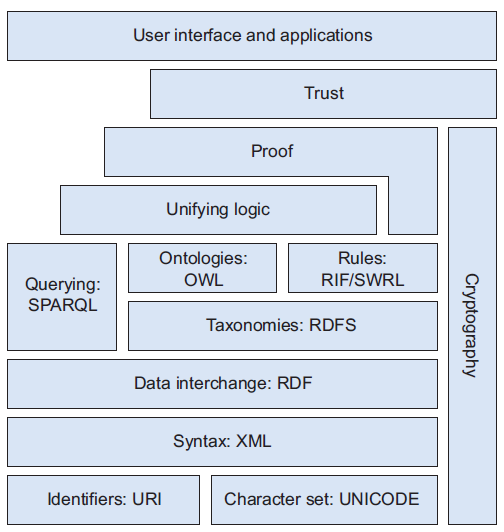 User interface and applications
Trust
Proof
Unifying logic
Querying:
SPARQL
Ontologies:
OWL
Rules:
RIF/SWRL
Taxonomies: RDFS
Data interchange: RDF
Syntax: XML
Identifiers: URI
Character set: UNICODE
Cryptography